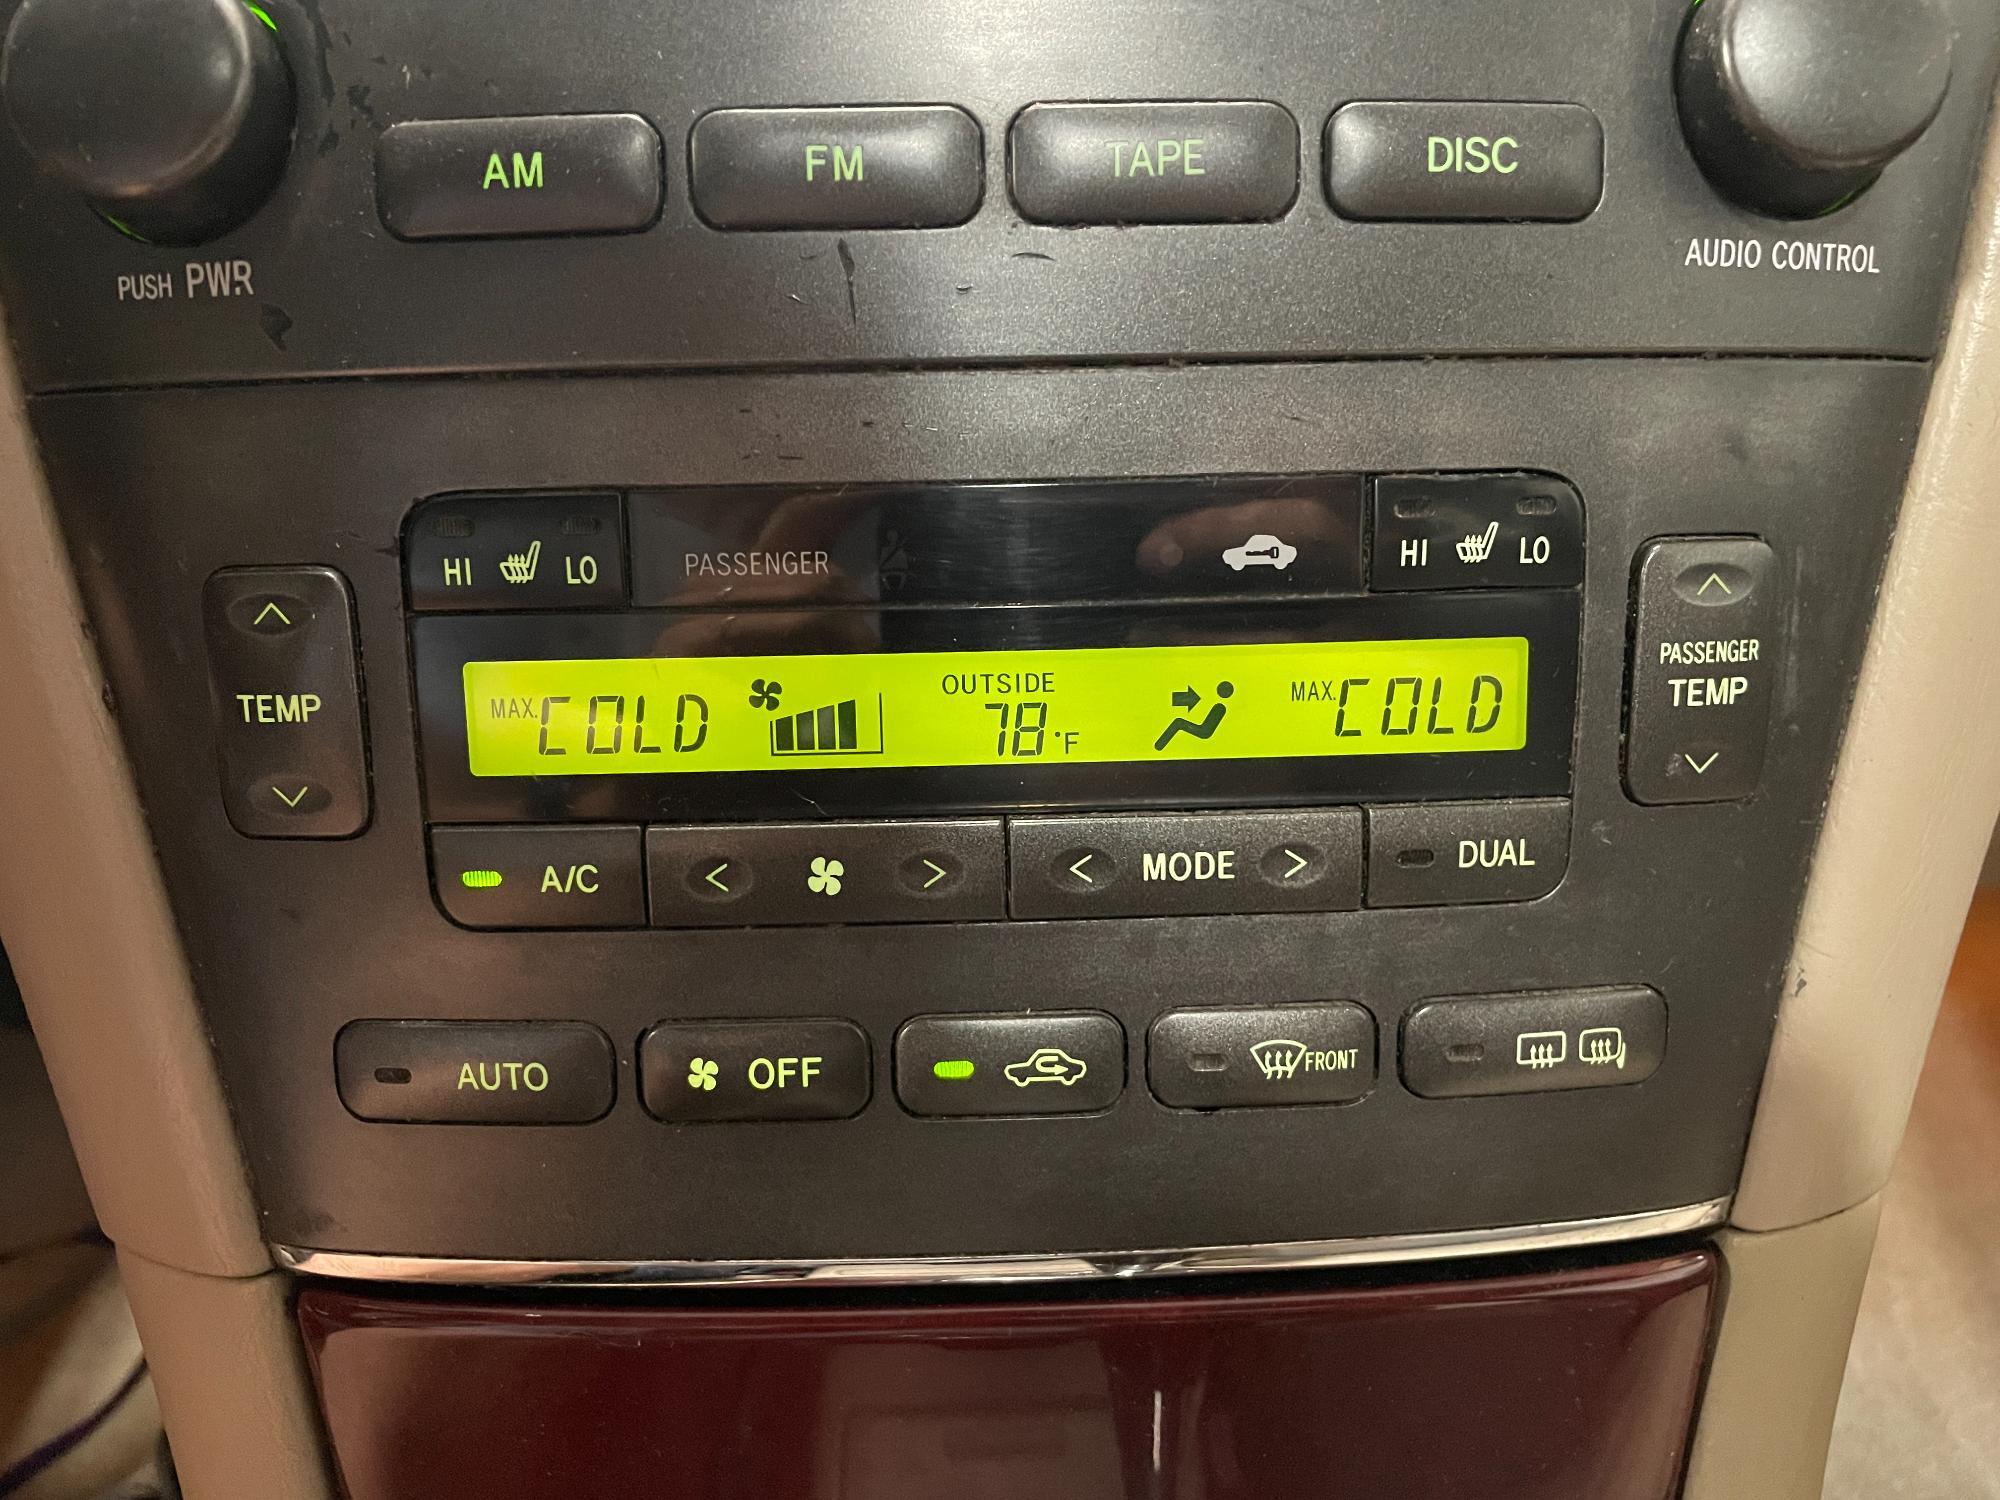 AM FM TAPE DISC
PUSH PWR
AUDIO CONTROL
HI LO
PASSENGER
HI LO
TEMP
PASSENGER
TEMP
MAX. COLD
OUTSIDE
78°F
MAX. COLD
A/C
MODE
DUAL
AUTO
OFF
FRONT